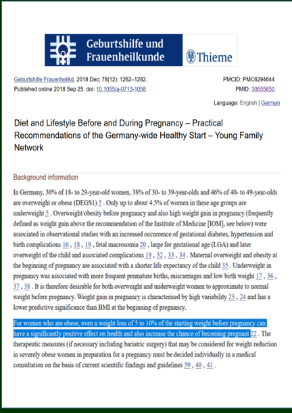 Geburtshilfe und
Frauenheilkunde
Thieme
Geburtshilfe Frauenheilkd. 2018 Dec; 78(12): 1262–1282.
PMCID: PMC6294644
Published online 2018 Sep 25. doi: 10.1055/a-0713-1058
PMID: 30655650
Language: English | German
Diet and Lifestyle Before and During Pregnancy – Practical
Recommendations of the Germany-wide Healthy Start – Young Family
Network
Background information
In Germany, 30% of 18- to 29-year-old women, 38% of 30- to 39-year-olds and 46% of 40- to 49-year-olds
are overweight or obese (DEGS1) 5 . Only up to about 4.5% of women in these age groups are
underweight 5 . Overweight/obesity before pregnancy and also high weight gain in pregnancy (frequently
defined as weight gain above the recommendation of the Institute of Medicine [IOM], see below) were
associated in observational studies with an increased occurrence of gestational diabetes, hypertension and
birth complications 16 , 18 , 19 , fetal macrosomia 20 , large for gestational age (LGA) and later
overweight of the child and associated complications 19 , 32 , 33 , 34 . Maternal overweight and obesity at
the beginning of pregnancy are associated with a shorter life expectancy of the child 35 . Underweight in
pregnancy was associated with more frequent premature births, miscarriages and low birth weight 17 , 36 ,
37 , 38 . It is therefore desirable for both overweight and underweight women to approximate to normal
weight before pregnancy. Weight gain in pregnancy is characterised by high variability 23 , 24 and has a
lower predictive significance than BMI at the beginning of pregnancy.
For women who are obese, even a weight loss of 5 to 10% of the starting weight before pregnancy can
have a significantly positive effect on health and also increase the chance of becoming pregnant 22 . The
therapeutic measures (if necessary including bariatric surgery) that may be considered for weight reduction
in severely obese women in preparation for a pregnancy must be decided individually in a medical
consultation on the basis of current scientific findings and guidelines 39 , 40 , 41 .